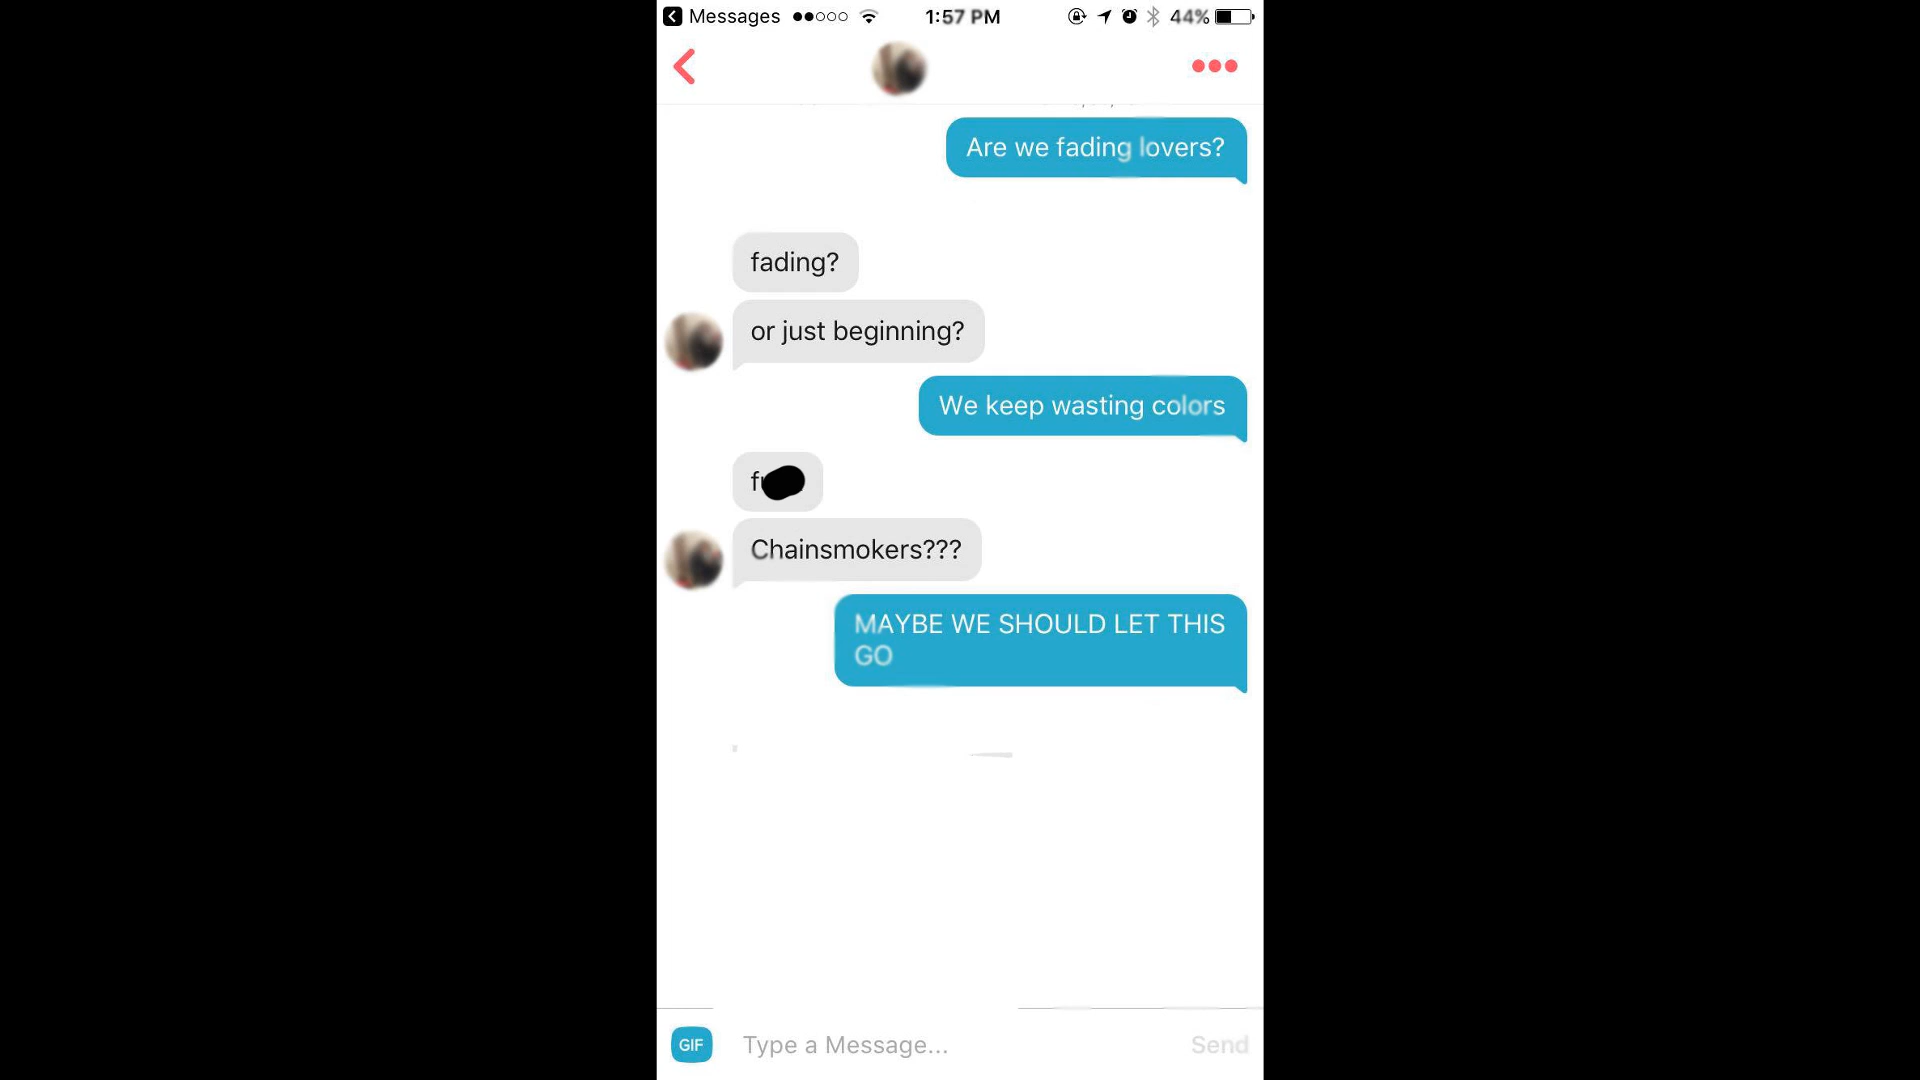 Messages 1:57 PM 44%
Are we fading lovers?
fading?
or just beginning?
We keep wasting colors
Chainsmokers???
MAYBE WE SHOULD LET THIS
GO
GIF Type a Message... Send